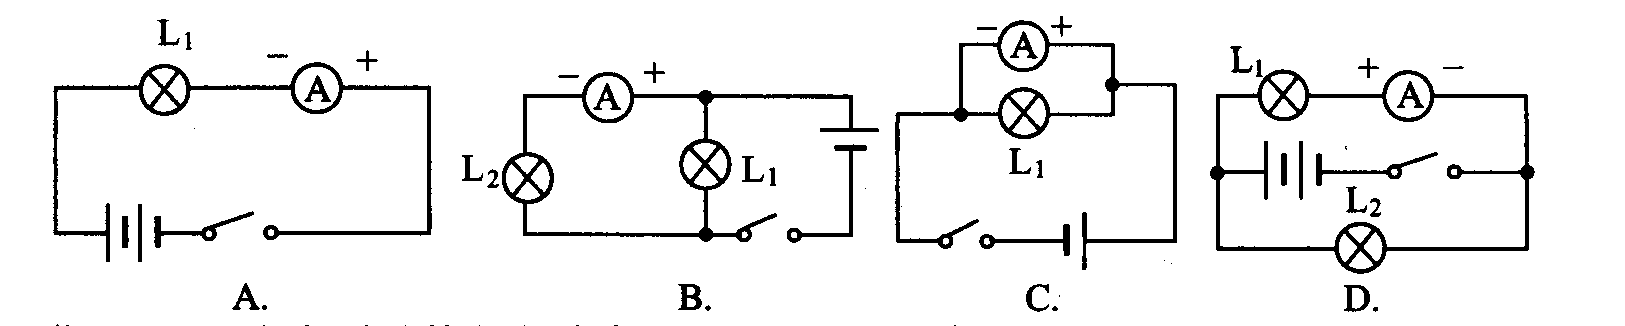 L1
− A +
A.
− A +
L2
L1
B.
− A +
L1
C.
L1
+ A −
L2
D.